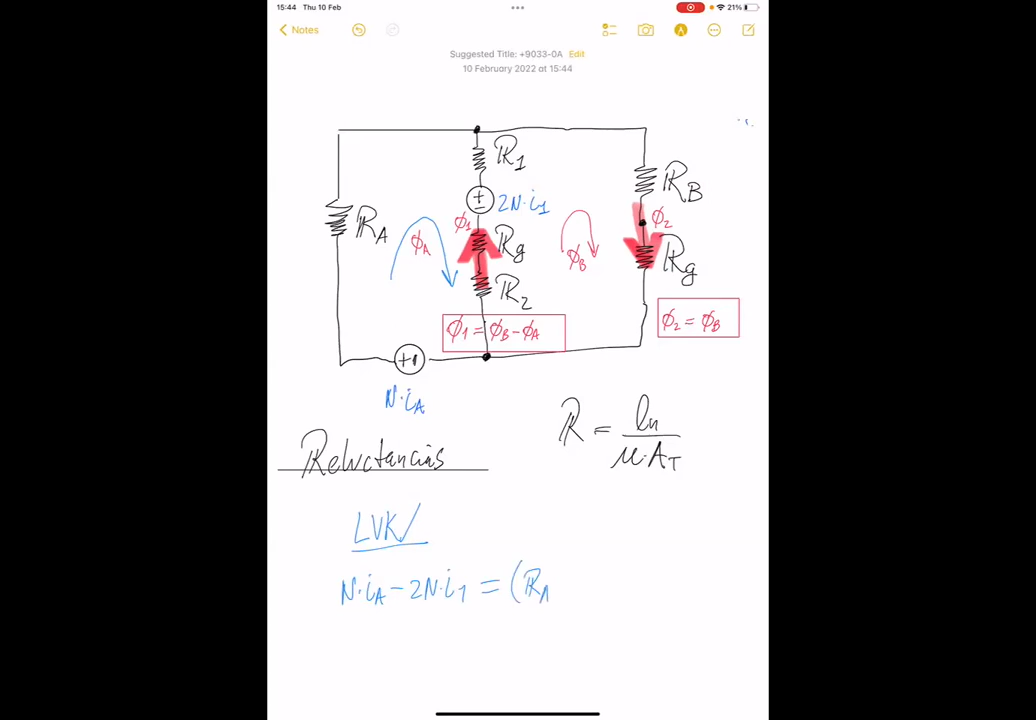 15:44 Thu 10 Feb
21%
Notes
Suggested Title: +9033-0A Edit
10 February 2022 at 15:44
R1
RB
2N·i1
ϕ1
ϕ2
RA
ϕA
Rg
ϕB
Rg
R2
ϕ1 = ϕB - ϕA
ϕ2 = ϕB
N·iA
R = lm / μ·AT
Reluctancias
LVK/
N·iA - 2N·i1 = (RA